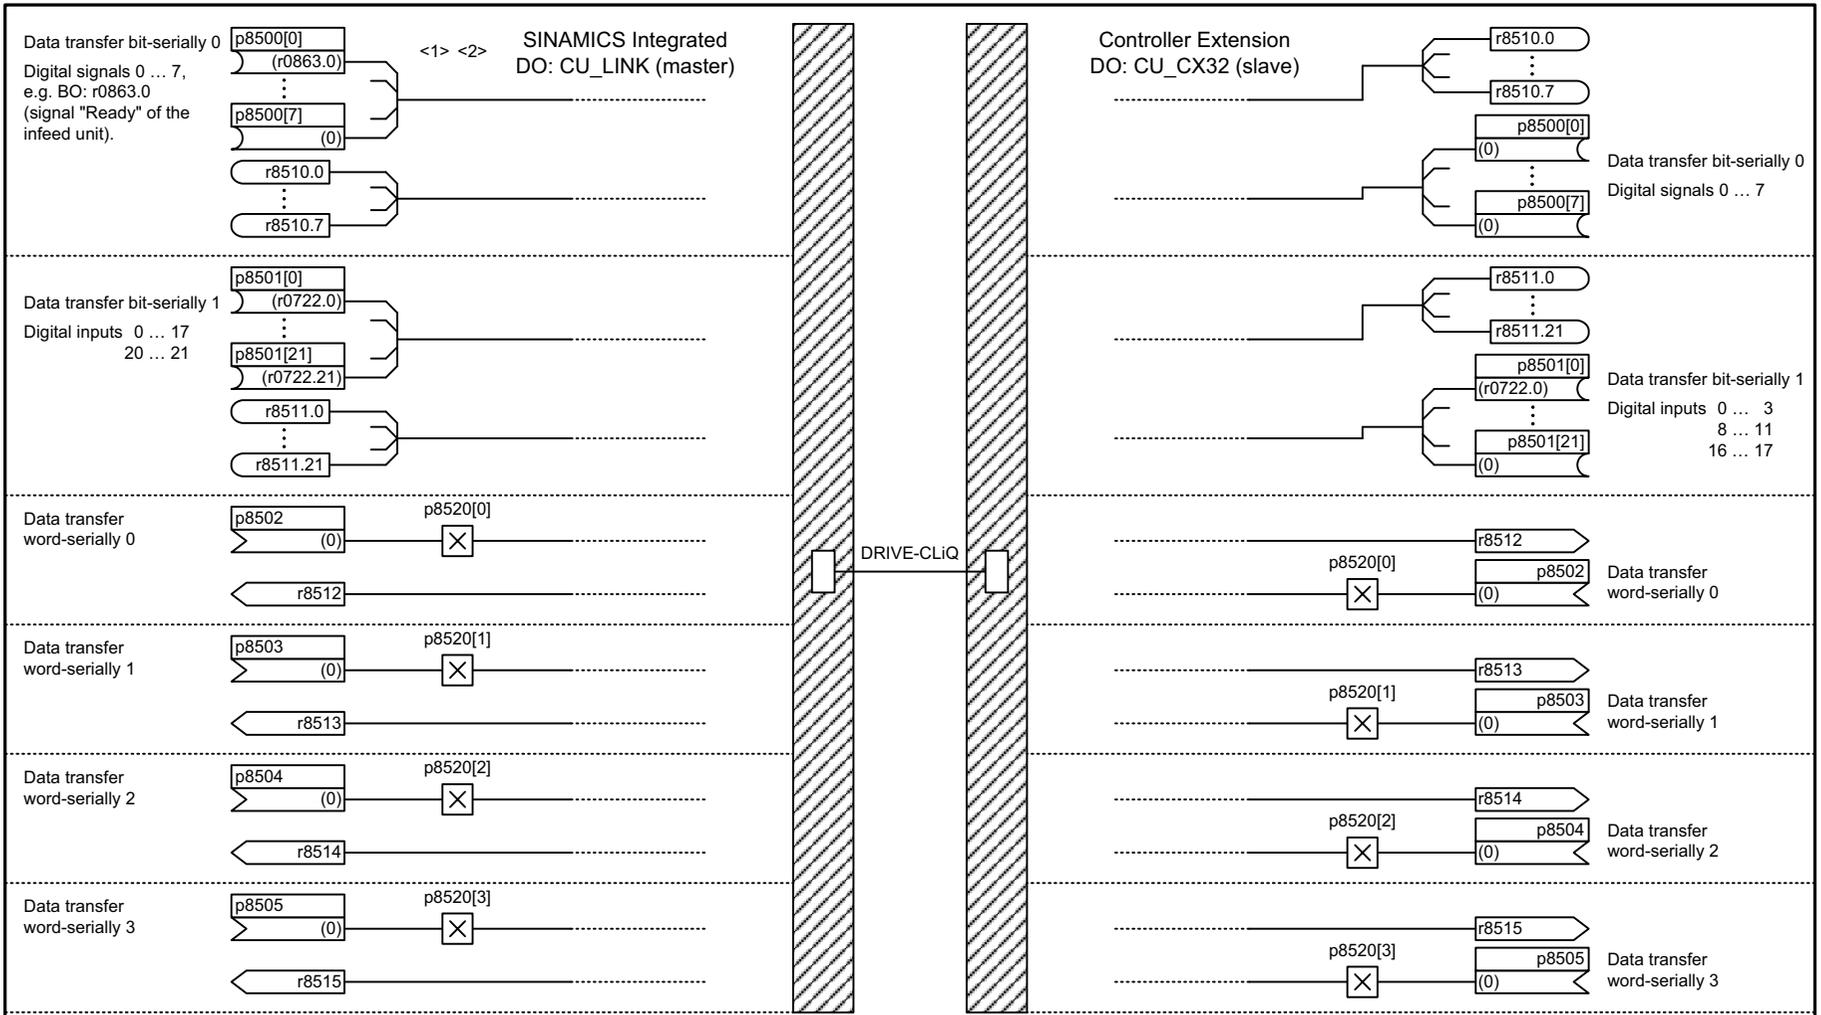 Data transfer bit-serially 0
Digital signals 0 … 7,
e.g. BO: r0863.0
(signal "Ready" of the
infeed unit).
p8500[0]
(r0863.0)
p8500[7]
(0)
r8510.0
r8510.7
<1> <2>
SINAMICS Integrated
DO: CU_LINK (master)
Controller Extension
DO: CU_CX32 (slave)
r8510.0
r8510.7
p8500[0]
(0)
p8500[7]
(0)
Data transfer bit-serially 0
Digital signals 0 … 7
Data transfer bit-serially 1
Digital inputs 0 … 17
20 … 21
p8501[0]
(r0722.0)
p8501[21]
(r0722.21)
r8511.0
r8511.21
r8511.0
r8511.21
p8501[0]
(r0722.0)
p8501[21]
(0)
Data transfer bit-serially 1
Digital inputs 0 … 3
8 … 11
16 … 17
Data transfer
word-serially 0
p8502
(0)
p8520[0]
r8512
DRIVE-CLiQ
r8512
p8520[0]
p8502
(0)
Data transfer
word-serially 0
Data transfer
word-serially 1
p8503
(0)
p8520[1]
r8513
r8513
p8520[1]
p8503
(0)
Data transfer
word-serially 1
Data transfer
word-serially 2
p8504
(0)
p8520[2]
r8514
r8514
p8520[2]
p8504
(0)
Data transfer
word-serially 2
Data transfer
word-serially 3
p8505
(0)
p8520[3]
r8515
r8515
p8520[3]
p8505
(0)
Data transfer
word-serially 3